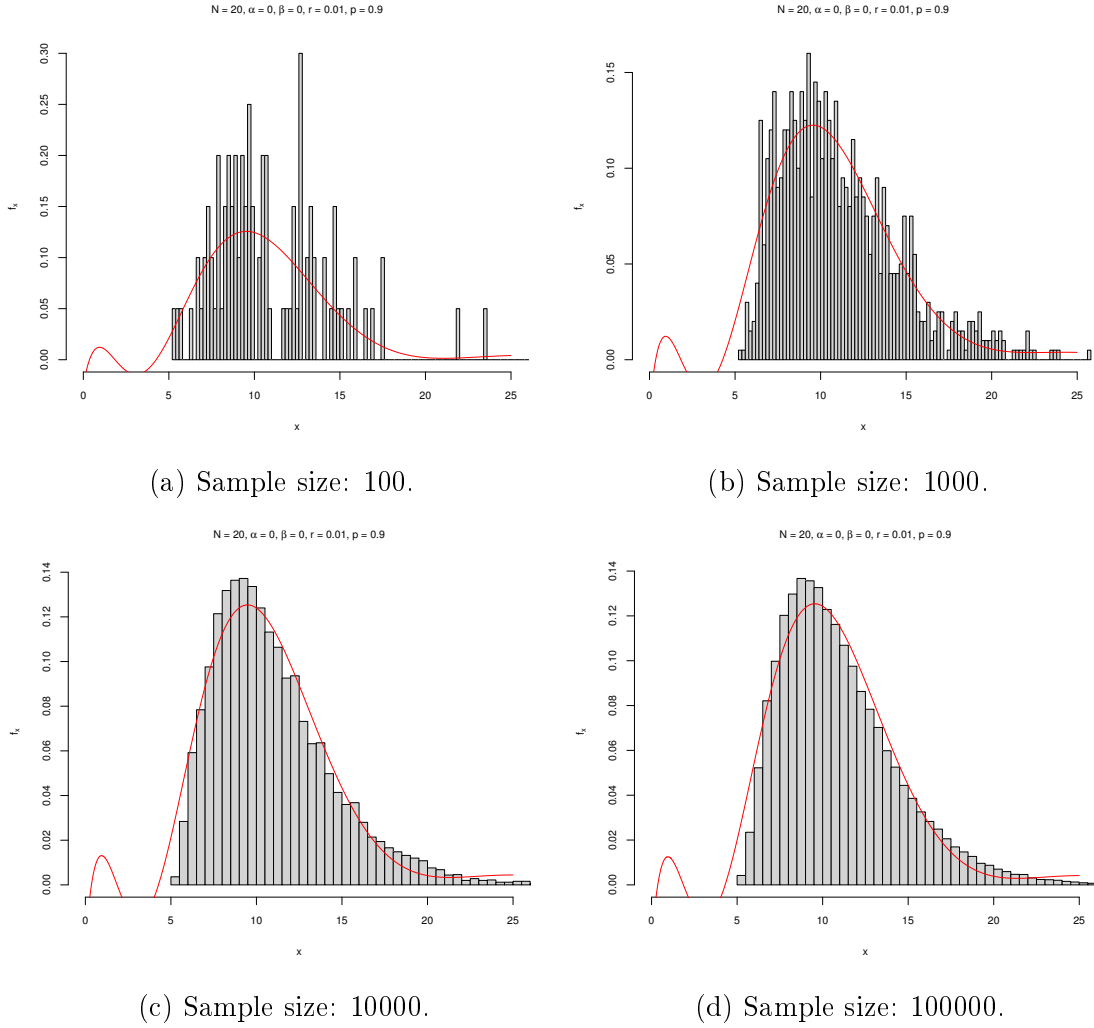 N = 20, α = 0, β = 0, r = 0.01, p = 0.9
f_x
0.00 0.05 0.10 0.15 0.20 0.25 0.30
0 5 10 15 20 25
x
(a) Sample size: 100.
N = 20, α = 0, β = 0, r = 0.01, p = 0.9
f_x
0.00 0.05 0.10 0.15
0 5 10 15 20 25
x
(b) Sample size: 1000.
N = 20, α = 0, β = 0, r = 0.01, p = 0.9
f_x
0.00 0.02 0.04 0.06 0.08 0.10 0.12 0.14
0 5 10 15 20 25
x
(c) Sample size: 10000.
N = 20, α = 0, β = 0, r = 0.01, p = 0.9
f_x
0.00 0.02 0.04 0.06 0.08 0.10 0.12 0.14
0 5 10 15 20 25
x
(d) Sample size: 100000.